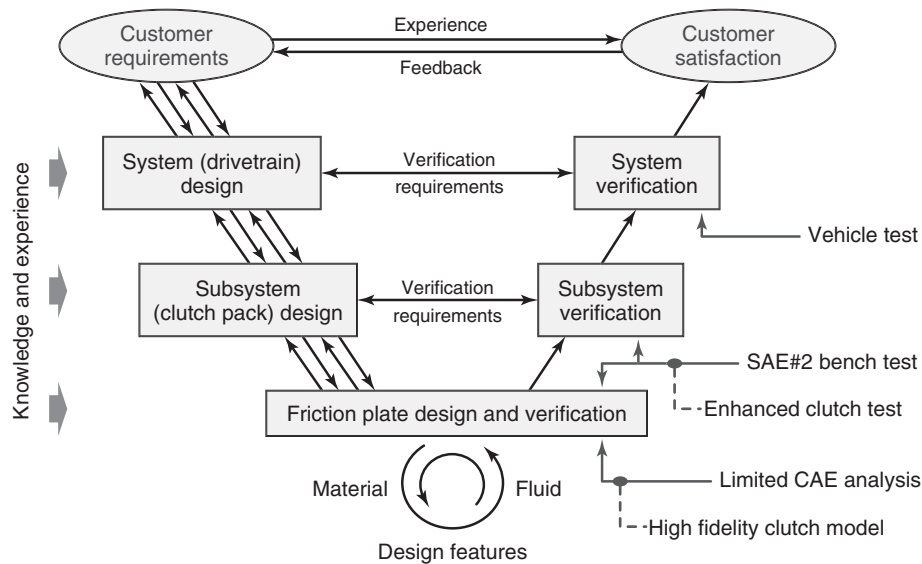 Customer
requirements
Experience
Feedback
Customer
satisfaction
Knowledge and experience
System (drivetrain)
design
Verification
requirements
System
verification
Vehicle test
Subsystem
(clutch pack) design
Verification
requirements
Subsystem
verification
SAE#2 bench test
Enhanced clutch test
Friction plate design and verification
Material
Fluid
Design features
Limited CAE analysis
High fidelity clutch model